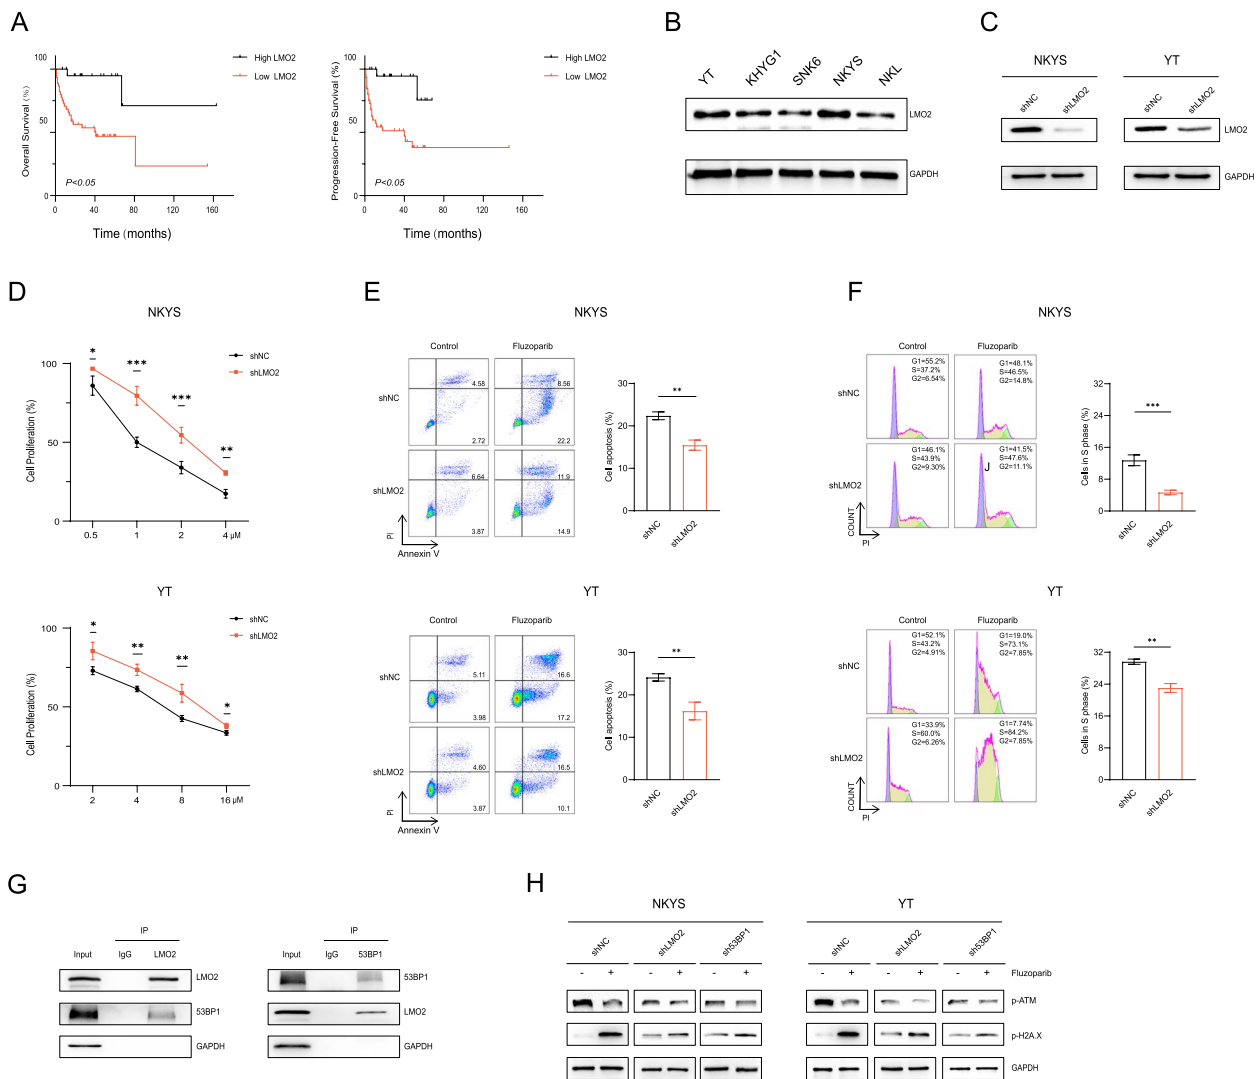 A
100
50
0
Overall Survival (%)
High LMO2
Low LMO2
P<0.05
0 40 80 120 160
Time (months)
100
50
0
Progression-Free Survival (%)
High LMO2
Low LMO2
P<0.05
0 40 80 120 160
Time (months)
B
YT KHYG1 SNK6 NKYS NKL
LMO2
GAPDH
C
NKYS YT
shNC shLMO2 shNC shLMO2
LMO2
GAPDH
D
NKYS
100
50
0
Cell Proliferation (%)
shNC
shLMO2
* *** *** **
0.5 1 2 4 μM
YT
100
50
0
Cell Proliferation (%)
shNC
shLMO2
* ** ** *
2 4 8 16 μM
E
NKYS
Control Fluzoparib
shNC
4.58 8.56
2.72 22.2
shLMO2
6.64 11.9
3.87 14.9
PI
Annexin V
30
20
10
0
Cell apoptosis (%)
**
shNC shLMO2
YT
Control Fluzoparib
shNC
5.11 16.6
3.98 17.2
shLMO2
4.60 16.5
3.87 10.1
PI
Annexin V
30
20
10
0
Cell apoptosis (%)
**
shNC shLMO2
F
NKYS
Control Fluzoparib
shNC
G1=55.2% G1=48.1%
S=37.2% S=46.5%
G2=6.54% G2=14.8%
shLMO2
G1=46.1% G1=41.5%
S=43.9% S=47.6%
G2=9.30% G2=11.1%
J
COUNT
PI
32
24
16
8
0
Cells in S phase (%)
***
shNC shLMO2
YT
Control Fluzoparib
shNC
G1=52.1% G1=19.0%
S=43.2% S=73.1%
G2=4.91% G2=7.85%
shLMO2
G1=33.9% G1=7.74%
S=60.0% S=84.2%
G2=6.26% G2=7.85%
COUNT
PI
32
24
16
8
0
Cells in S phase (%)
**
shNC shLMO2
G
IP
Input IgG LMO2
LMO2
53BP1
GAPDH
IP
Input IgG 53BP1
53BP1
LMO2
GAPDH
H
NKYS YT
shNC shLMO2 sh53BP1 shNC shLMO2 sh53BP1
- + - + - + - + - + - + Fluzoparib
p-ATM
p-H2A.X
GAPDH